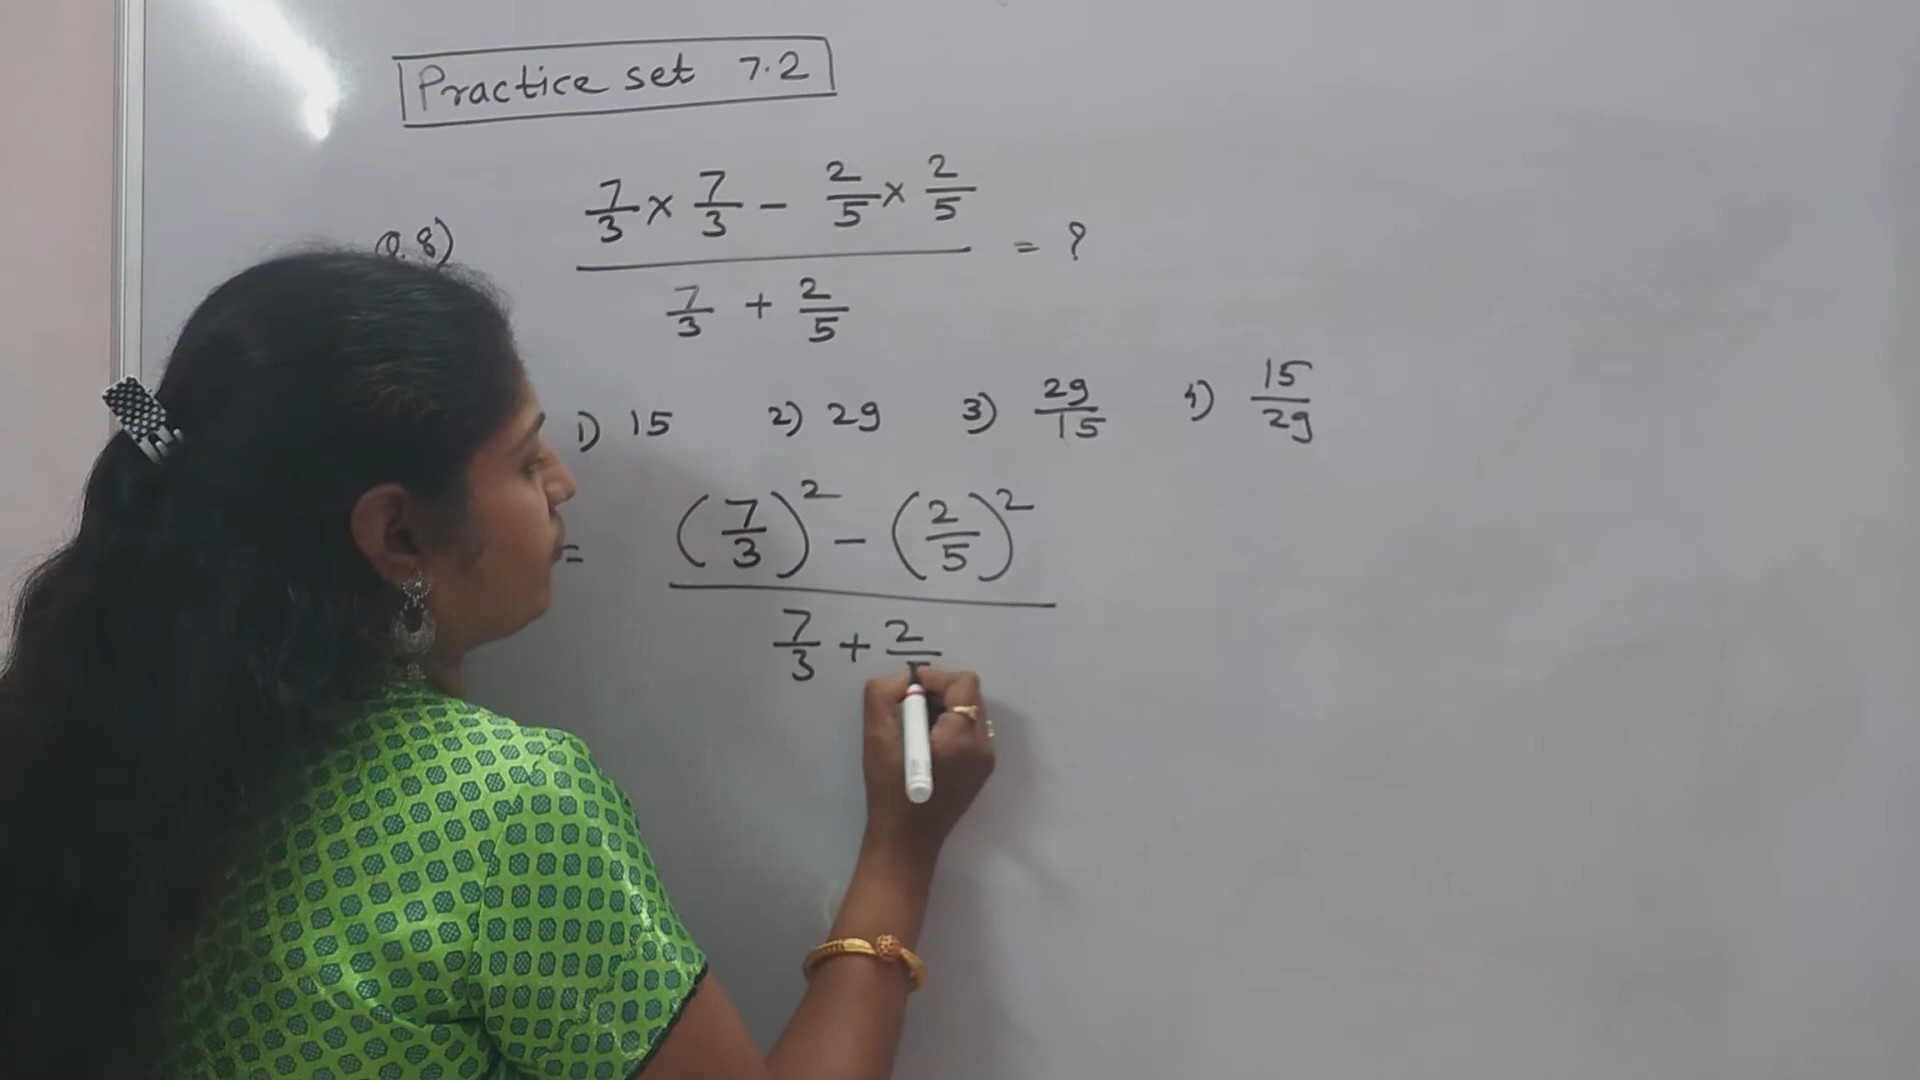 Practice set 7.2
Q.8) (7/3 × 7/3 - 2/5 × 2/5) / (7/3 + 2/5) = ?
1) 15 2) 29 3) 29/15 4) 15/29
= ((7/3)² - (2/5)²) / (7/3 + 2/5)